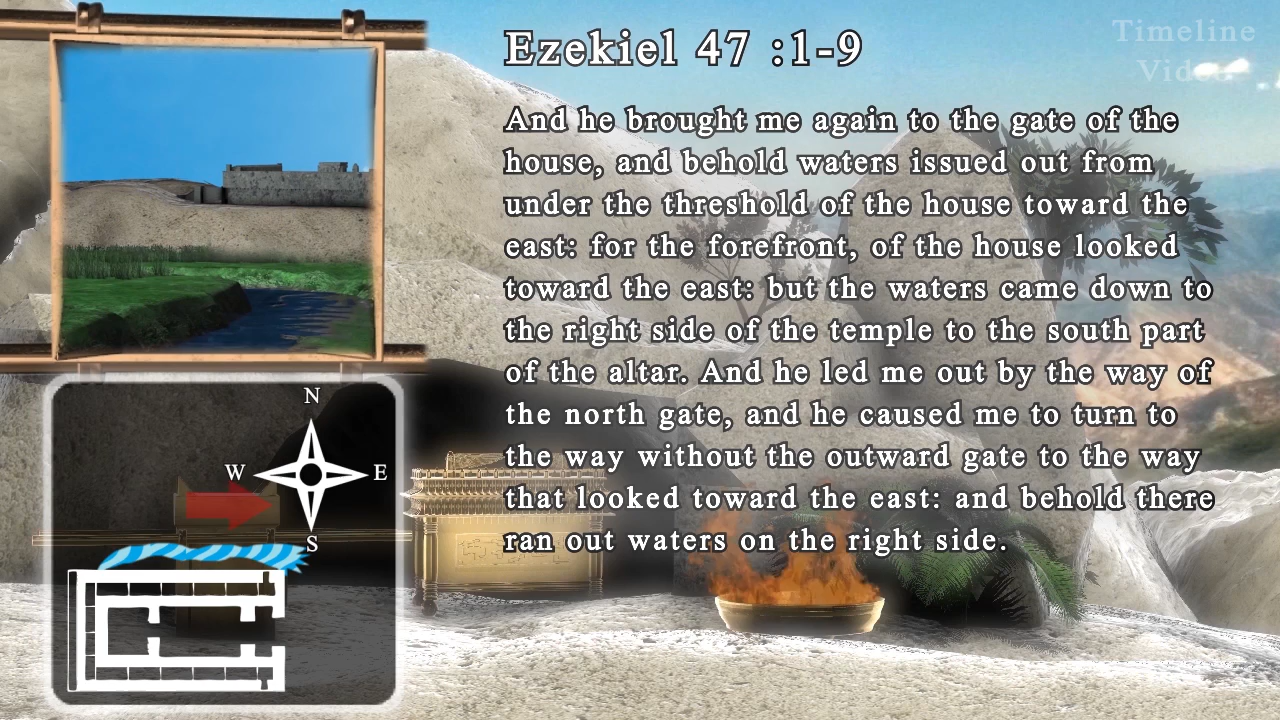 Timeline
Video
Ezekiel 47 :1-9
And he brought me again to the gate of the
house, and behold waters issued out from
under the threshold of the house toward the
east: for the forefront, of the house looked
toward the east: but the waters came down to
the right side of the temple to the south part
of the altar. And he led me out by the way of
the north gate, and he caused me to turn to
the way without the outward gate to the way
that looked toward the east: and behold there
ran out waters on the right side.
N
W E
S